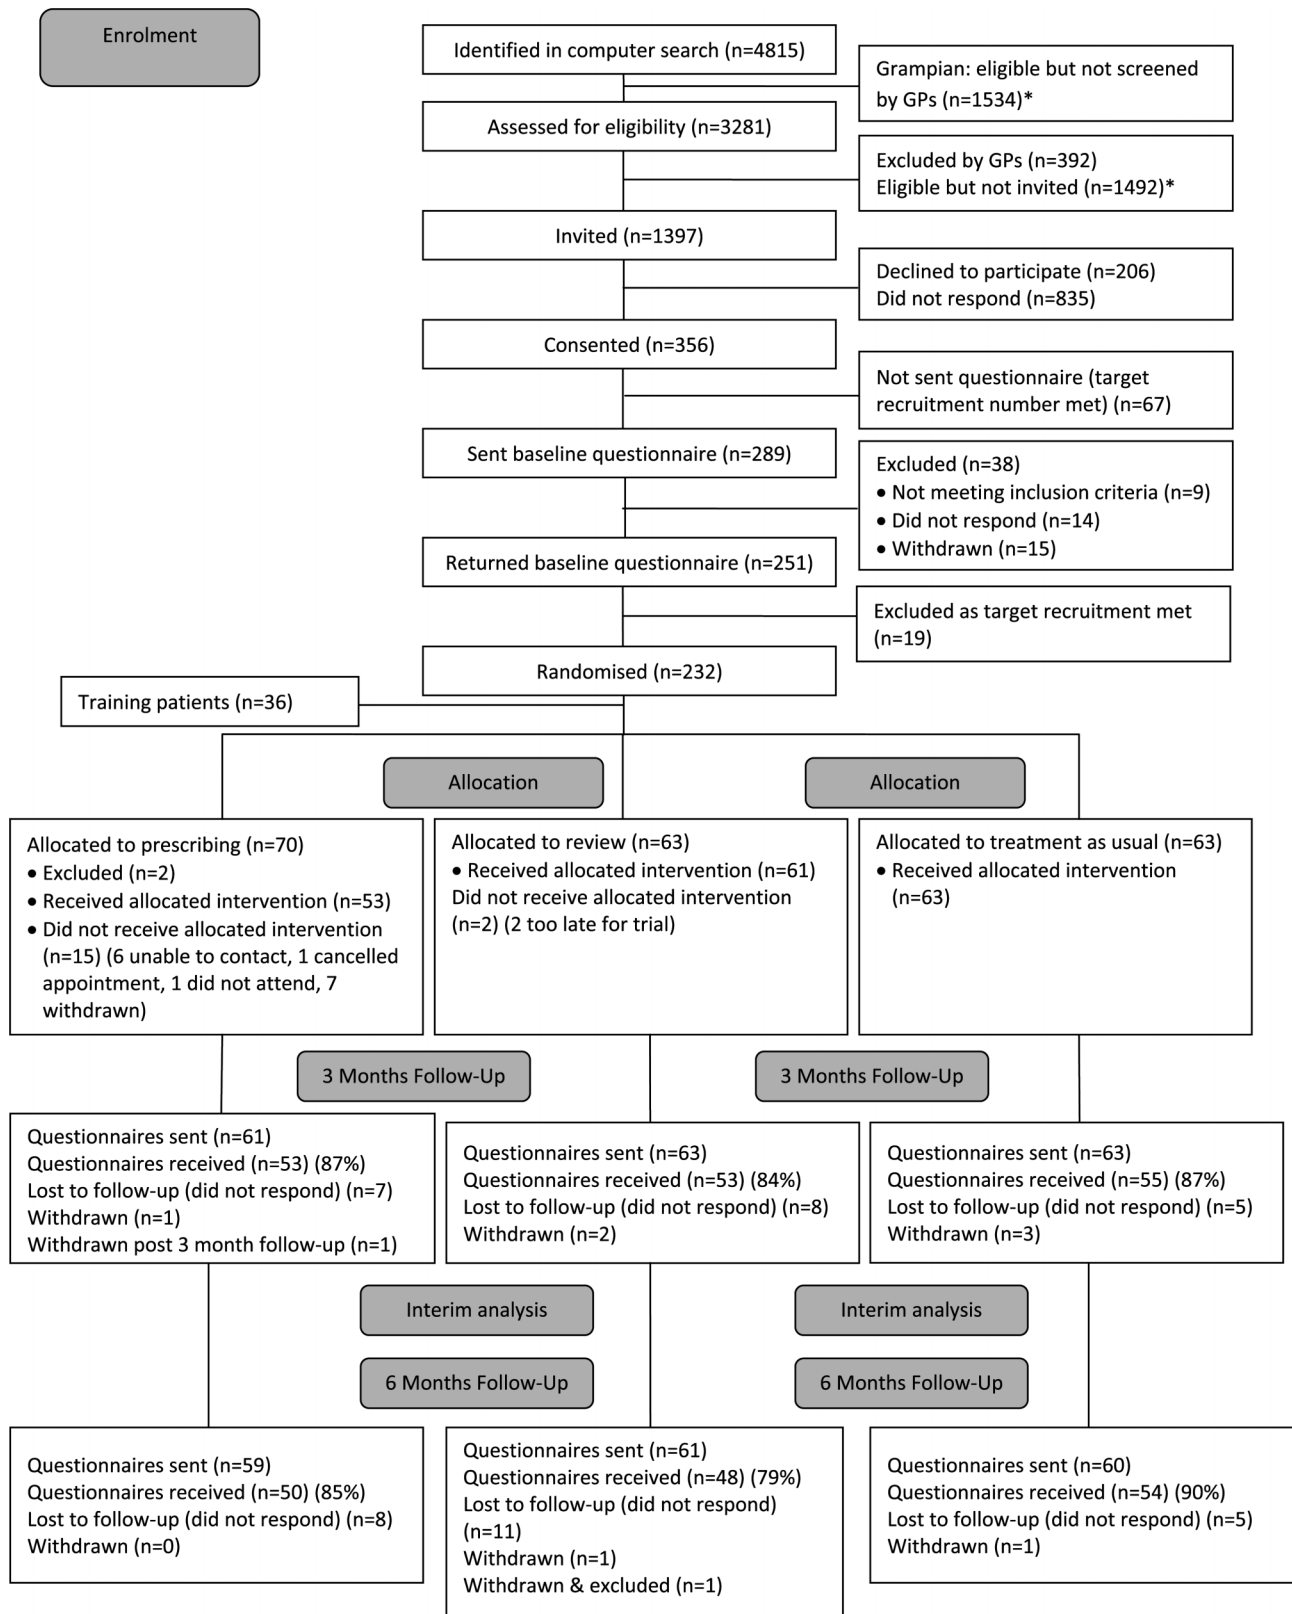 Enrolment
Identified in computer search (n=4815)
Grampian: eligible but not screened
by GPs (n=1534)*
Assessed for eligibility (n=3281)
Excluded by GPs (n=392)
Eligible but not invited (n=1492)*
Invited (n=1397)
Declined to participate (n=206)
Did not respond (n=835)
Consented (n=356)
Not sent questionnaire (target
recruitment number met) (n=67)
Sent baseline questionnaire (n=289)
Excluded (n=38)
• Not meeting inclusion criteria (n=9)
• Did not respond (n=14)
• Withdrawn (n=15)
Returned baseline questionnaire (n=251)
Excluded as target recruitment met
(n=19)
Randomised (n=232)
Training patients (n=36)
Allocation
Allocation
Allocated to prescribing (n=70)
• Excluded (n=2)
• Received allocated intervention (n=53)
• Did not receive allocated intervention
(n=15) (6 unable to contact, 1 cancelled
appointment, 1 did not attend, 7
withdrawn)
Allocated to review (n=63)
• Received allocated intervention (n=61)
Did not receive allocated intervention
(n=2) (2 too late for trial)
Allocated to treatment as usual (n=63)
• Received allocated intervention
(n=63)
3 Months Follow-Up
3 Months Follow-Up
Questionnaires sent (n=61)
Questionnaires received (n=53) (87%)
Lost to follow-up (did not respond) (n=7)
Withdrawn (n=1)
Withdrawn post 3 month follow-up (n=1)
Questionnaires sent (n=63)
Questionnaires received (n=53) (84%)
Lost to follow-up (did not respond) (n=8)
Withdrawn (n=2)
Questionnaires sent (n=63)
Questionnaires received (n=55) (87%)
Lost to follow-up (did not respond) (n=5)
Withdrawn (n=3)
Interim analysis
Interim analysis
6 Months Follow-Up
6 Months Follow-Up
Questionnaires sent (n=59)
Questionnaires received (n=50) (85%)
Lost to follow-up (did not respond) (n=8)
Withdrawn (n=0)
Questionnaires sent (n=61)
Questionnaires received (n=48) (79%)
Lost to follow-up (did not respond)
(n=11)
Withdrawn (n=1)
Withdrawn & excluded (n=1)
Questionnaires sent (n=60)
Questionnaires received (n=54) (90%)
Lost to follow-up (did not respond) (n=5)
Withdrawn (n=1)